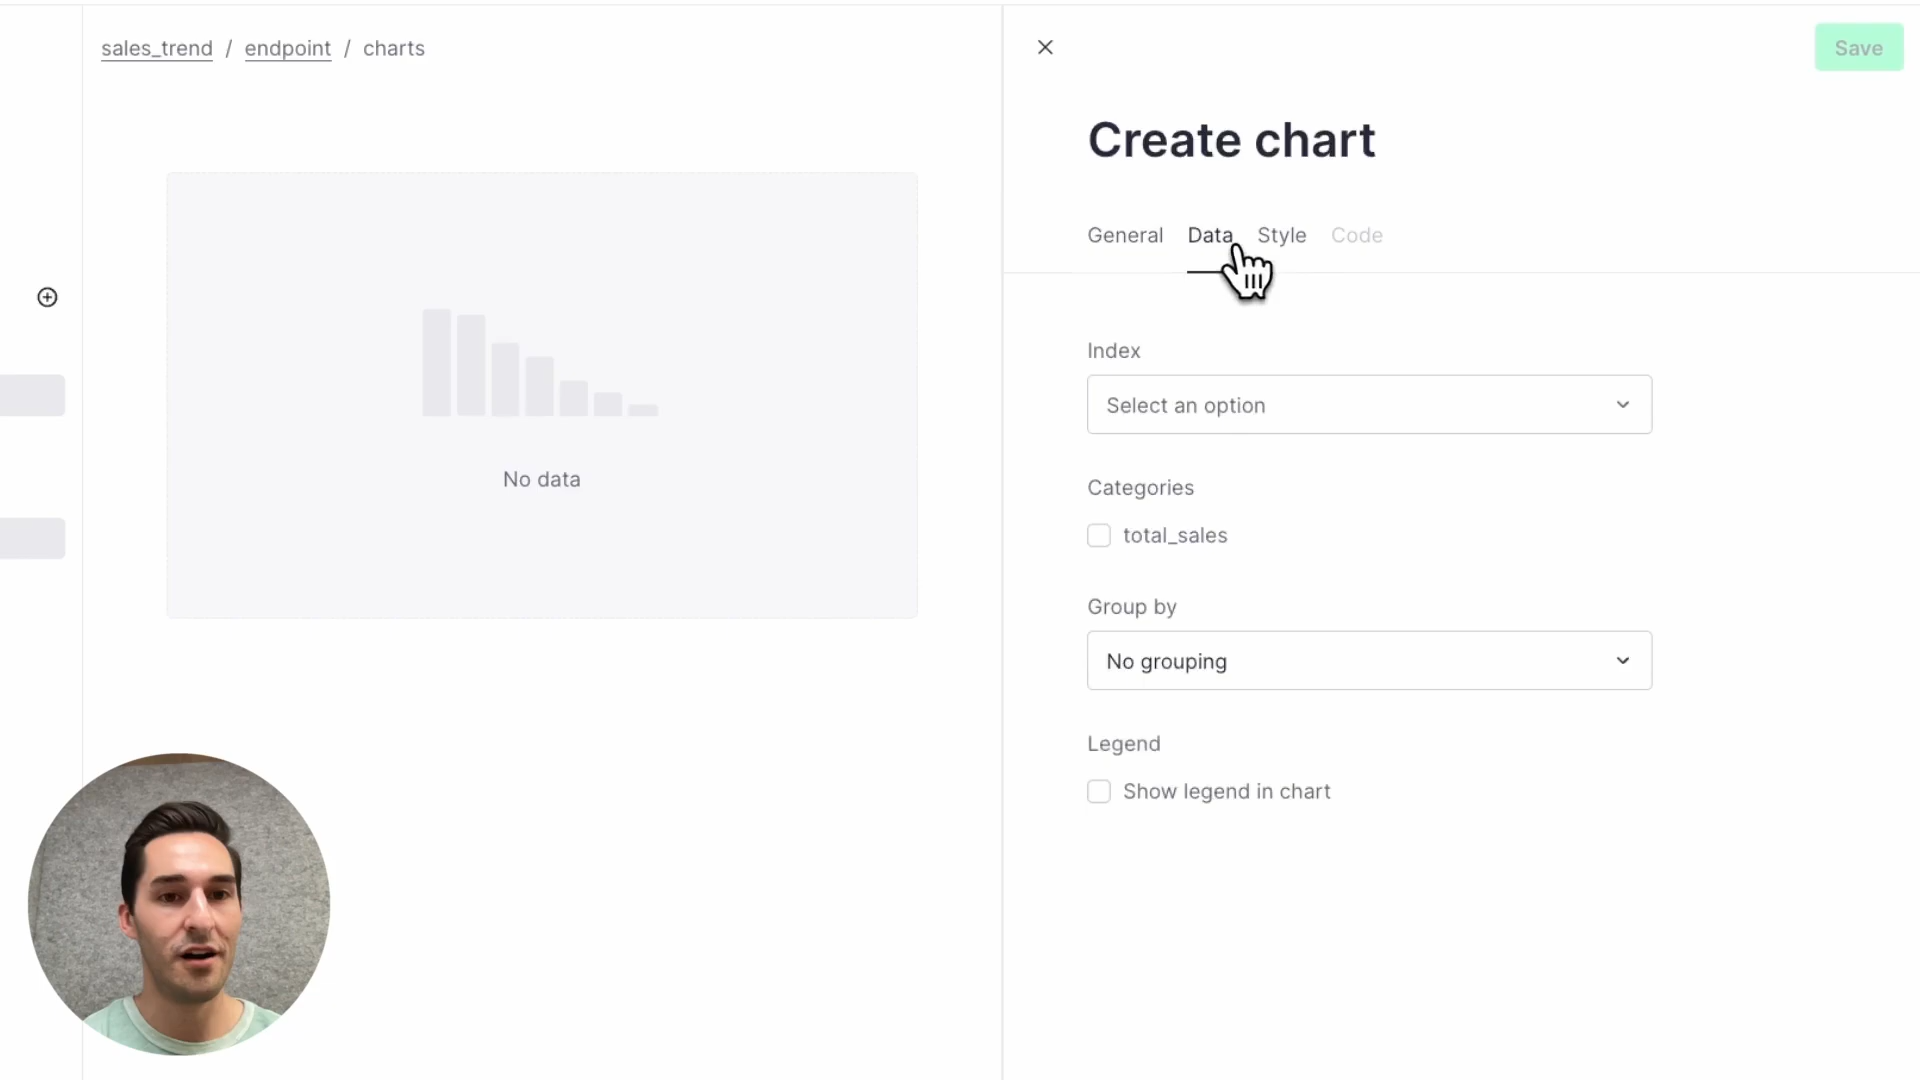 sales_trend / endpoint / charts
Save
Create chart
General Data Style Code
No data
Index
Select an option
Categories
total_sales
Group by
No grouping
Legend
Show legend in chart